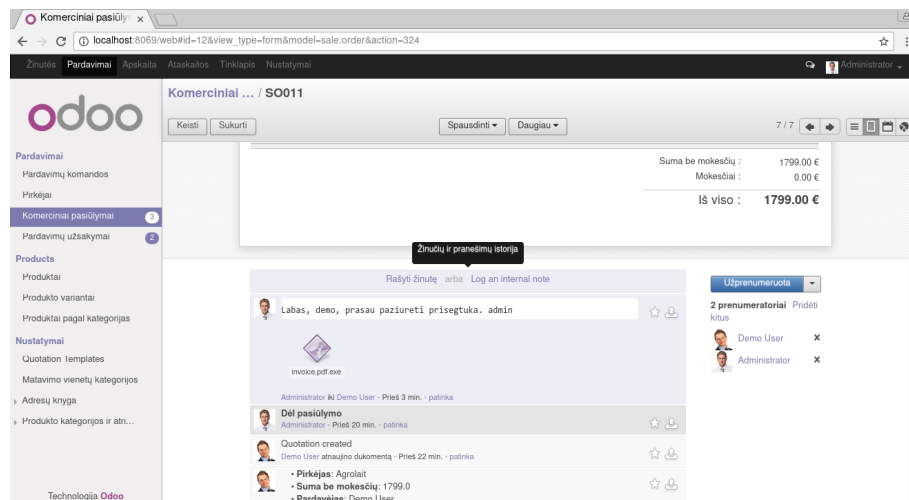 Komerciniai pasiūlyı
localhost:8069/web#id=12&view_type=form&model=sale.order&action=324
Žinutės Pardavimai Apskaita Ataskaitos Tinklapis Nustatymai
Administrator
odoo
Komerciniai ... / SO011
Keisti Sukurti Spausdinti Daugiau 7 / 7
Pardavimai
Pardavimų komandos
Pirkėjai
Komerciniai pasiūlymai 3
Pardavimų užsakymai 2
Products
Produktai
Produkto variantai
Produktai pagal kategorijas
Nustatymai
Quotation Templates
Matavimo vienetų kategorijos
Adresų knyga
Produkto kategorijos ir atri...
Technologija Odoo
Suma be mokesčių : 1799.00 €
Mokesčiai : 0.00 €
Iš viso : 1799.00 €
Žinučių ir pranešimų istorija
Rašyti žinutę arba Log an internal note
Labas, demo, prasau paziureti prisegtuka. admin
invoice.pdf.exe
Administrator iki Demo User - Prieš 3 min. - patinka
Dėl pasiūlymo
Administrator - Prieš 20 min. - patinka
Quotation created
Demo User atnaujino dukomentą - Prieš 22 min. - patinka
• Pirkėjas: Agrolait
• Suma be mokesčių: 1799.0
• Pardavėjas: Demo User
Užprenumeruota
2 prenumeratoriai Pridėti
kitus
Demo User x
Administrator x